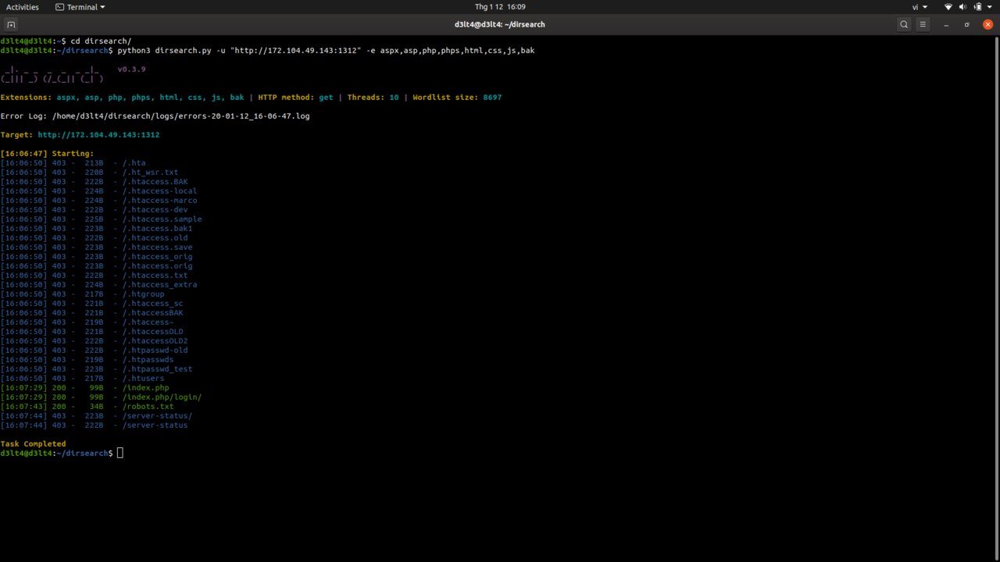 Activities Terminal Thg 1 12 16:09 vi
d3lt4@d3lt4: ~/dirsearch
d3lt4@d3lt4:~$ cd dirsearch/
d3lt4@d3lt4:~/dirsearch$ python3 dirsearch.py -u "http://172.104.49.143:1312" -e aspx,asp,php,phps,html,css,js,bak
 _|. _ _  _  _  _ _|_    v0.3.9
(_||| _) (/_(_|| (_| )
Extensions: aspx, asp, php, phps, html, css, js, bak | HTTP method: get | Threads: 10 | Wordlist size: 8697
Error Log: /home/d3lt4/dirsearch/logs/errors-20-01-12_16-06-47.log
Target: http://172.104.49.143:1312
[16:06:47] Starting:
[16:06:50] 403 -  213B  - /.hta
[16:06:50] 403 -  220B  - /.ht_wsr.txt
[16:06:50] 403 -  222B  - /.htaccess.BAK
[16:06:50] 403 -  224B  - /.htaccess-local
[16:06:50] 403 -  224B  - /.htaccess-marco
[16:06:50] 403 -  222B  - /.htaccess-dev
[16:06:50] 403 -  225B  - /.htaccess.sample
[16:06:50] 403 -  223B  - /.htaccess.bak1
[16:06:50] 403 -  222B  - /.htaccess.old
[16:06:50] 403 -  223B  - /.htaccess.save
[16:06:50] 403 -  223B  - /.htaccess_orig
[16:06:50] 403 -  223B  - /.htaccess.orig
[16:06:50] 403 -  222B  - /.htaccess.txt
[16:06:50] 403 -  224B  - /.htaccess_extra
[16:06:50] 403 -  217B  - /.htgroup
[16:06:50] 403 -  221B  - /.htaccess_sc
[16:06:50] 403 -  221B  - /.htaccessBAK
[16:06:50] 403 -  219B  - /.htaccess~
[16:06:50] 403 -  221B  - /.htaccessOLD
[16:06:50] 403 -  222B  - /.htaccessOLD2
[16:06:50] 403 -  222B  - /.htpasswd-old
[16:06:50] 403 -  219B  - /.htpasswds
[16:06:50] 403 -  223B  - /.htpasswd_test
[16:06:50] 403 -  217B  - /.htusers
[16:07:29] 200 -   99B  - /index.php
[16:07:29] 200 -   99B  - /index.php/login/
[16:07:43] 200 -   34B  - /robots.txt
[16:07:44] 403 -  223B  - /server-status/
[16:07:44] 403 -  222B  - /server-status
Task Completed
d3lt4@d3lt4:~/dirsearch$